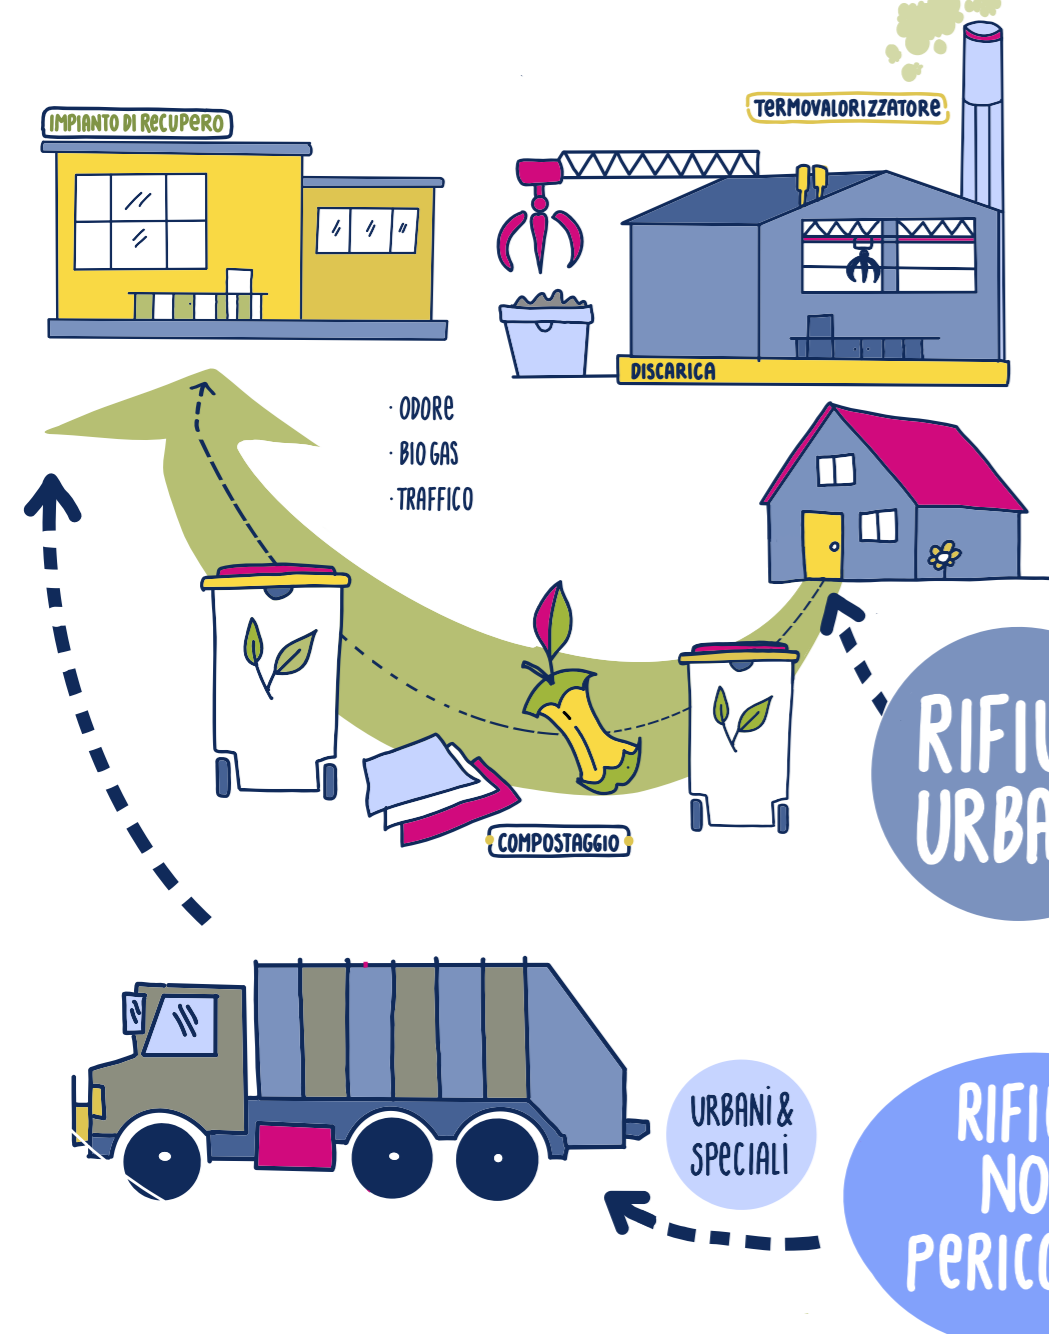 IMPIANTO DI RECUPERO
TERMOVALORIZZATORE
DISCARICA
· ODORE
· BIO GAS
· TRAFFICO
COMPOSTAGGIO
URBANI &
SPECIALI